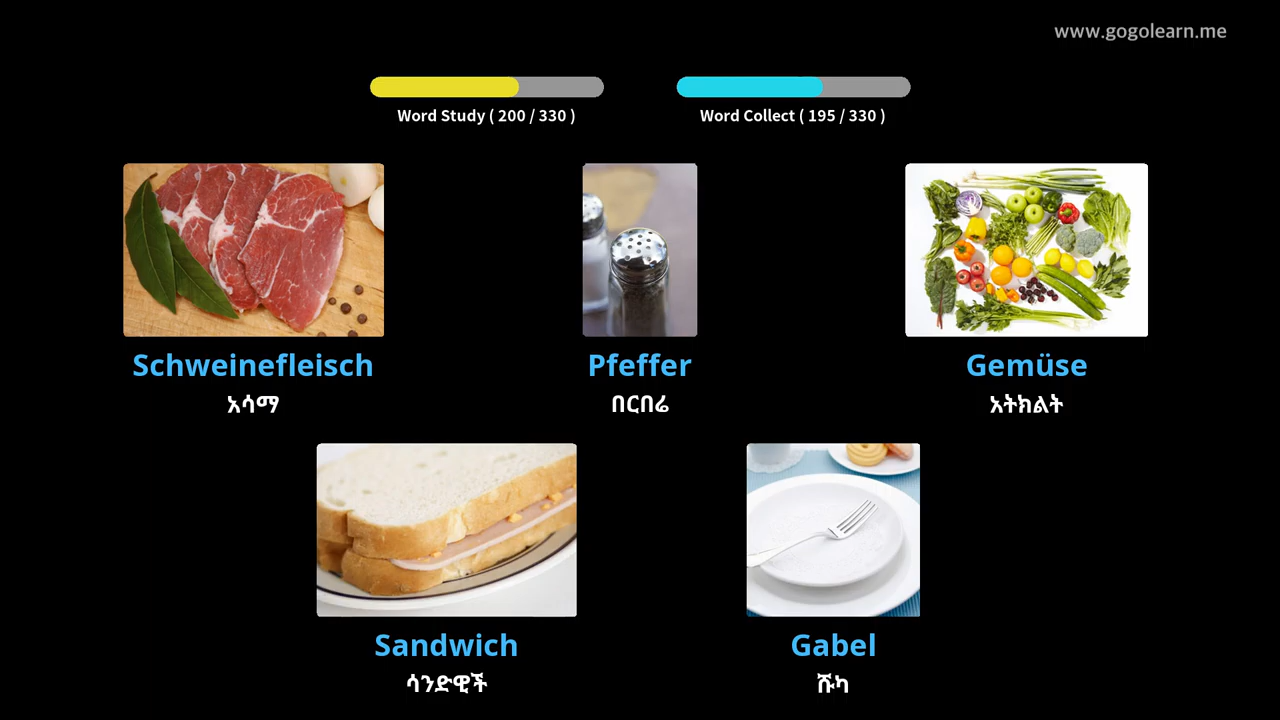 www.gogolearn.me
Word Study ( 200 / 330 )
Word Collect ( 195 / 330 )
Schweinefleisch
አሳማ
Pfeffer
በርበሬ
Gemüse
አትክልት
Sandwich
ሳንድዊች
Gabel
ሹካ